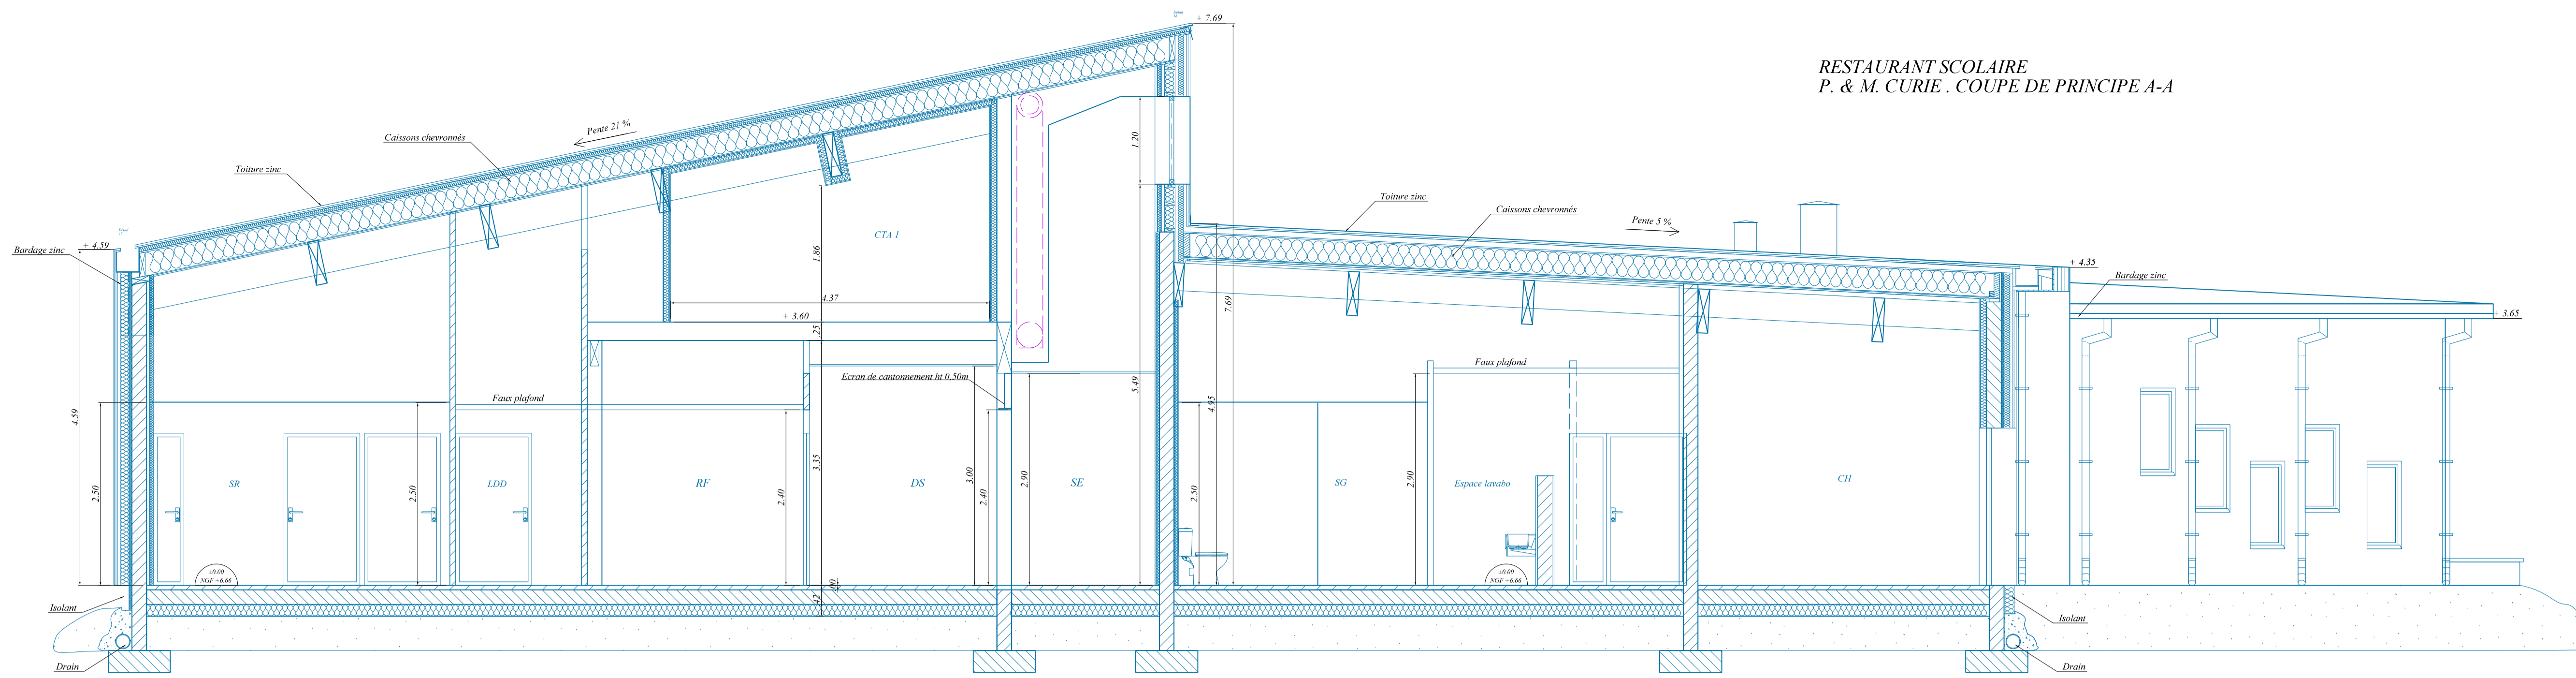 RESTAURANT SCOLAIRE
P. & M. CURIE . COUPE DE PRINCIPE A-A
+ 7.69
Pente 21 %
Caissons chevronnés
Toiture zinc
+ 4.59
Bardage zinc
CTA 1
1.86
4.37
+ 3.60
.25
1.20
7.69
5.49
4.95
Toiture zinc
Caissons chevronnés
Pente 5 %
+ 4.35
Bardage zinc
+ 3.65
4.59
2.50
Faux plafond
Ecran de cantonnement ht 0,50m
Faux plafond
SR
2.50
LDD
RF
2.40
3.35
DS
3.00
2.40
2.90
SE
2.50
SG
2.90
Espace lavabo
CH
±0.00
NGF +6.66
±0.00
NGF +6.66
.42
Isolant
Drain
Isolant
Drain